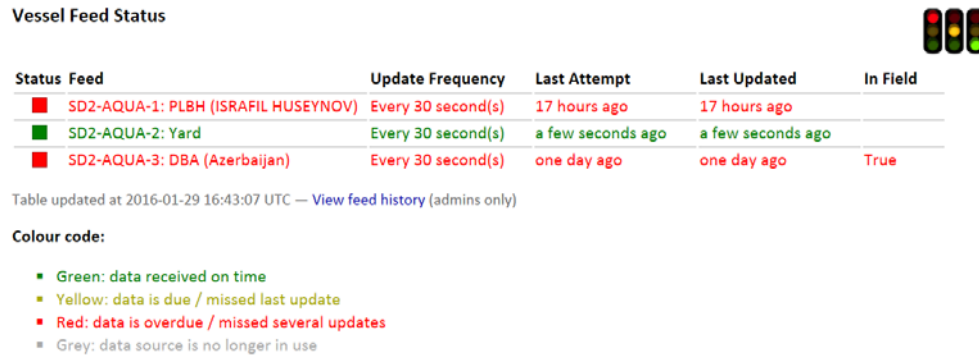 Vessel Feed Status
Status Feed Update Frequency Last Attempt Last Updated In Field
SD2-AQUA-1: PLBH (ISRAFIL HUSEYNOV) Every 30 second(s) 17 hours ago 17 hours ago
SD2-AQUA-2: Yard Every 30 second(s) a few seconds ago a few seconds ago
SD2-AQUA-3: DBA (Azerbaijan) Every 30 second(s) one day ago one day ago True
Table updated at 2016-01-29 16:43:07 UTC — View feed history (admins only)
Colour code:
Green: data received on time
Yellow: data is due / missed last update
Red: data is overdue / missed several updates
Grey: data source is no longer in use